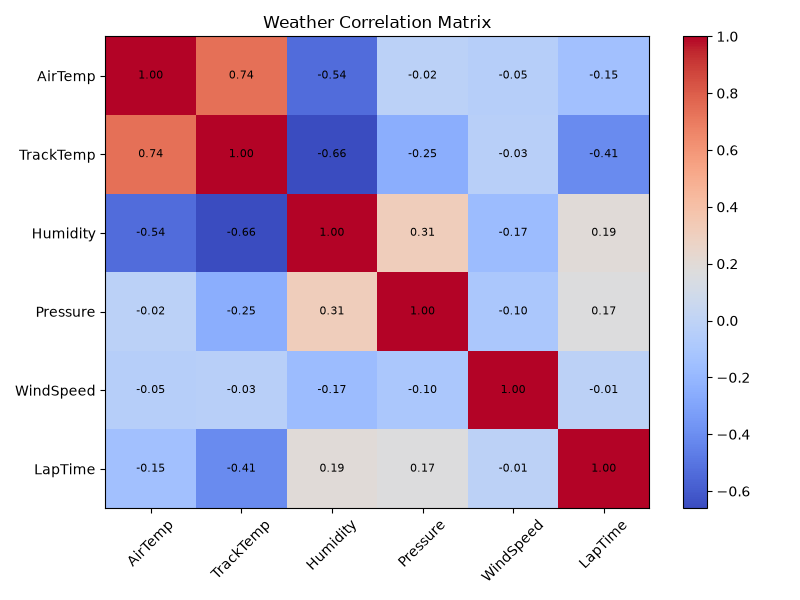 Weather Correlation Matrix
AirTemp 1.00 0.74 -0.54 -0.02 -0.05 -0.15
TrackTemp 0.74 1.00 -0.66 -0.25 -0.03 -0.41
Humidity -0.54 -0.66 1.00 0.31 -0.17 0.19
Pressure -0.02 -0.25 0.31 1.00 -0.10 0.17
WindSpeed -0.05 -0.03 -0.17 -0.10 1.00 -0.01
LapTime -0.15 -0.41 0.19 0.17 -0.01 1.00
AirTemp TrackTemp Humidity Pressure WindSpeed LapTime
1.0
0.8
0.6
0.4
0.2
0.0
−0.2
−0.4
−0.6